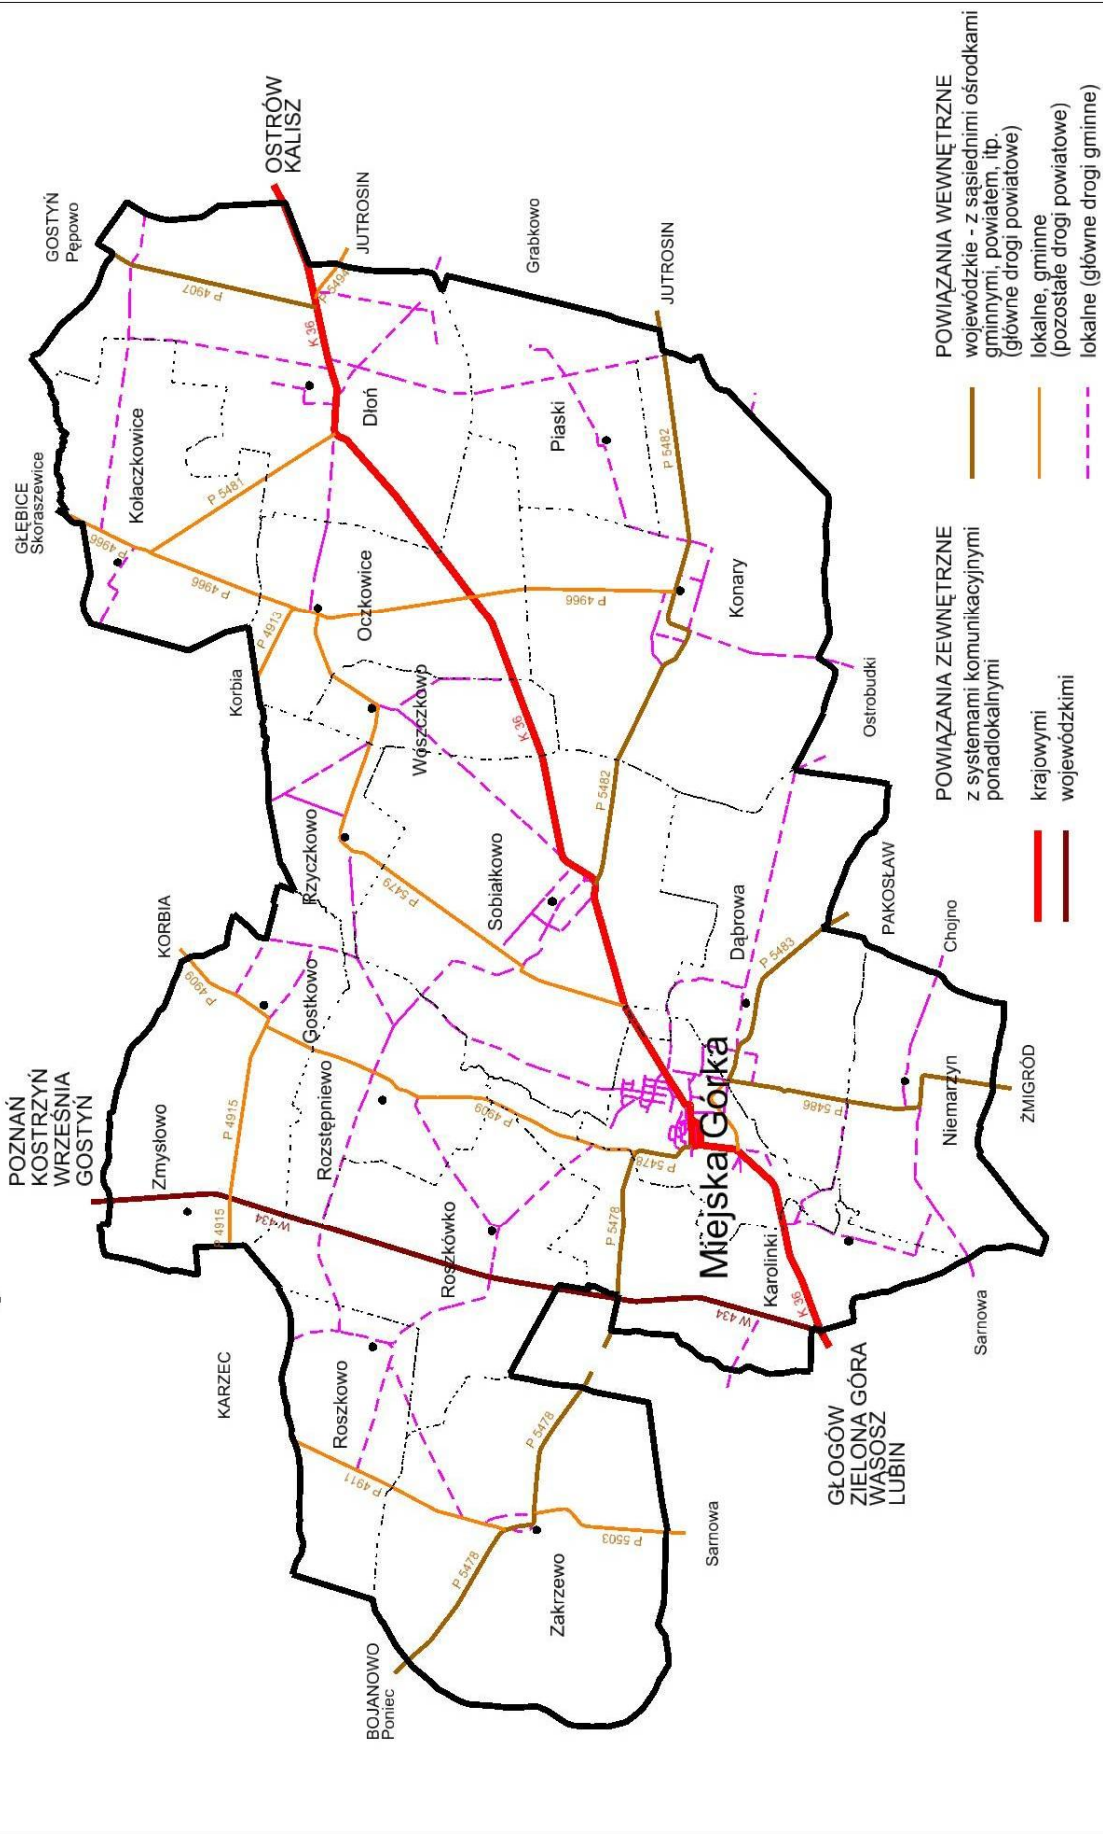 POZNAŃ
KOSTRZYŃ
WRZEŚNIA
GOSTYŃ
KORBIA
GŁĘBICE
Skoraszewice
GOSTYŃ
Pępowo
OSTRÓW
KALISZ
JUTROSIN
Grabkowo
JUTROSIN
Korbia
KARZEC
BOJANOWO
Poniec
Sarnowa
GŁOGÓW
ZIELONA GÓRA
WĄSOSZ
LUBIN
Sarnowa
ŻMIGRÓD
Chojno
PAKOSŁAW
Ostrobudki
Zmysłowo
Gostkowo
Rozstępniewo
Roszkówko
Roszkowo
Zakrzewo
Rzyczkowo
Woszczkowo
Oczkowice
Kołaczkowice
Dłoń
Piaski
Konary
Sobiałkowo
Dąbrowa
Miejska Górka
Karolinki
Niemarzyn
P 4909
P 4915
P 4915
W 434
P 4909
P 5478
P 5478
W 434
K 36
P 4911
P 5478
P 5478
P 5503
P 5479
P 4913
P 4966
P 4966
P 5481
P 4907
K 36
P 5494
P 4966
K 36
P 5482
P 5482
P 5483
P 5486
POWIĄZANIA ZEWNĘTRZNE
z systemami komunikacyjnymi
ponadlokalnymi
krajowymi
wojewódzkimi
POWIĄZANIA WEWNĘTRZNE
wojewódzkie - z sąsiednimi ośrodkami
gminnymi, powiatem, itp.
(główne drogi powiatowe)
lokalne, gminne
(pozostałe drogi powiatowe)
lokalne (główne drogi gminne)